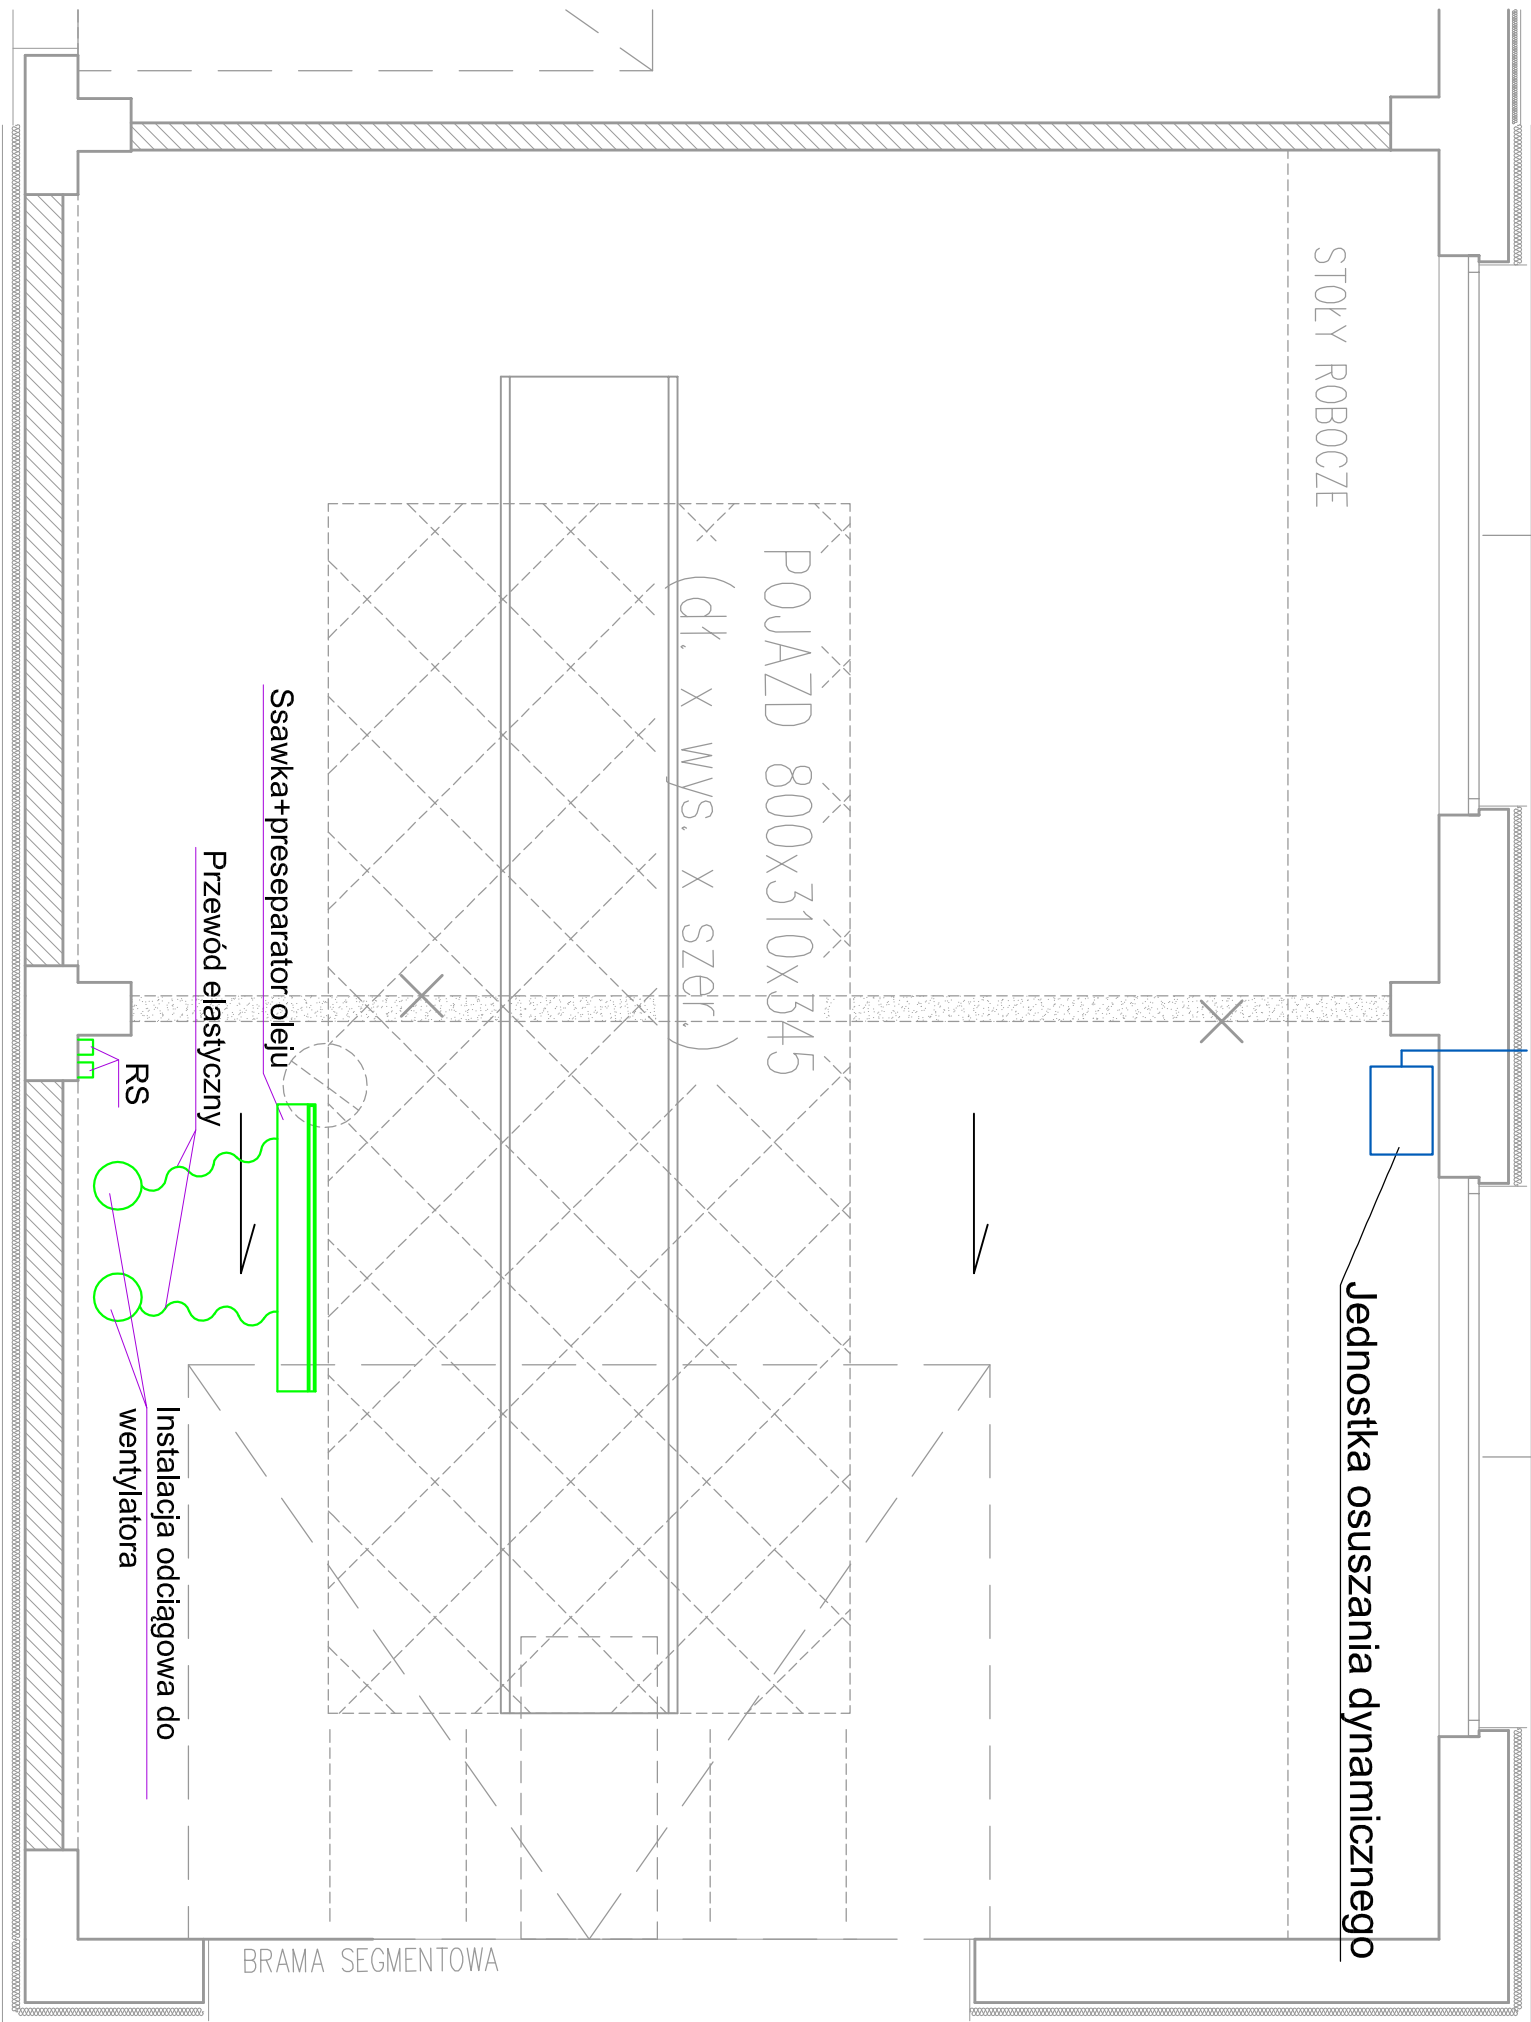 STOŁY ROBOCZE
POJAZD 800x310x345
(dł. x wys. x szer.)
Jednostka osuszania dynamicznego
Ssawka+preseparator oleju
Przewód elastyczny
RS
Instalacja odciągowa do
wentylatora
BRAMA SEGMENTOWA